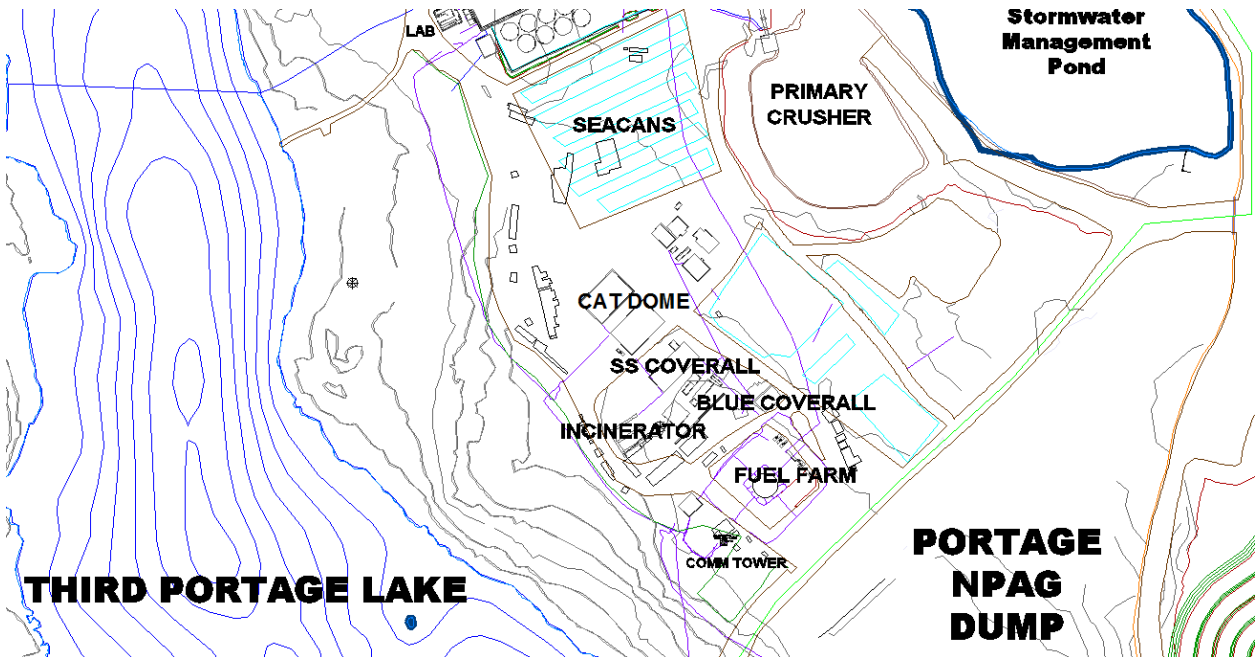 Stormwater
Management
Pond
LAB
PRIMARY
CRUSHER
SEACANS
CAT DOME
SS COVERALL
BLUE COVERALL
INCINERATOR
FUEL FARM
COMM TOWER
THIRD PORTAGE LAKE
PORTAGE
NPAG
DUMP